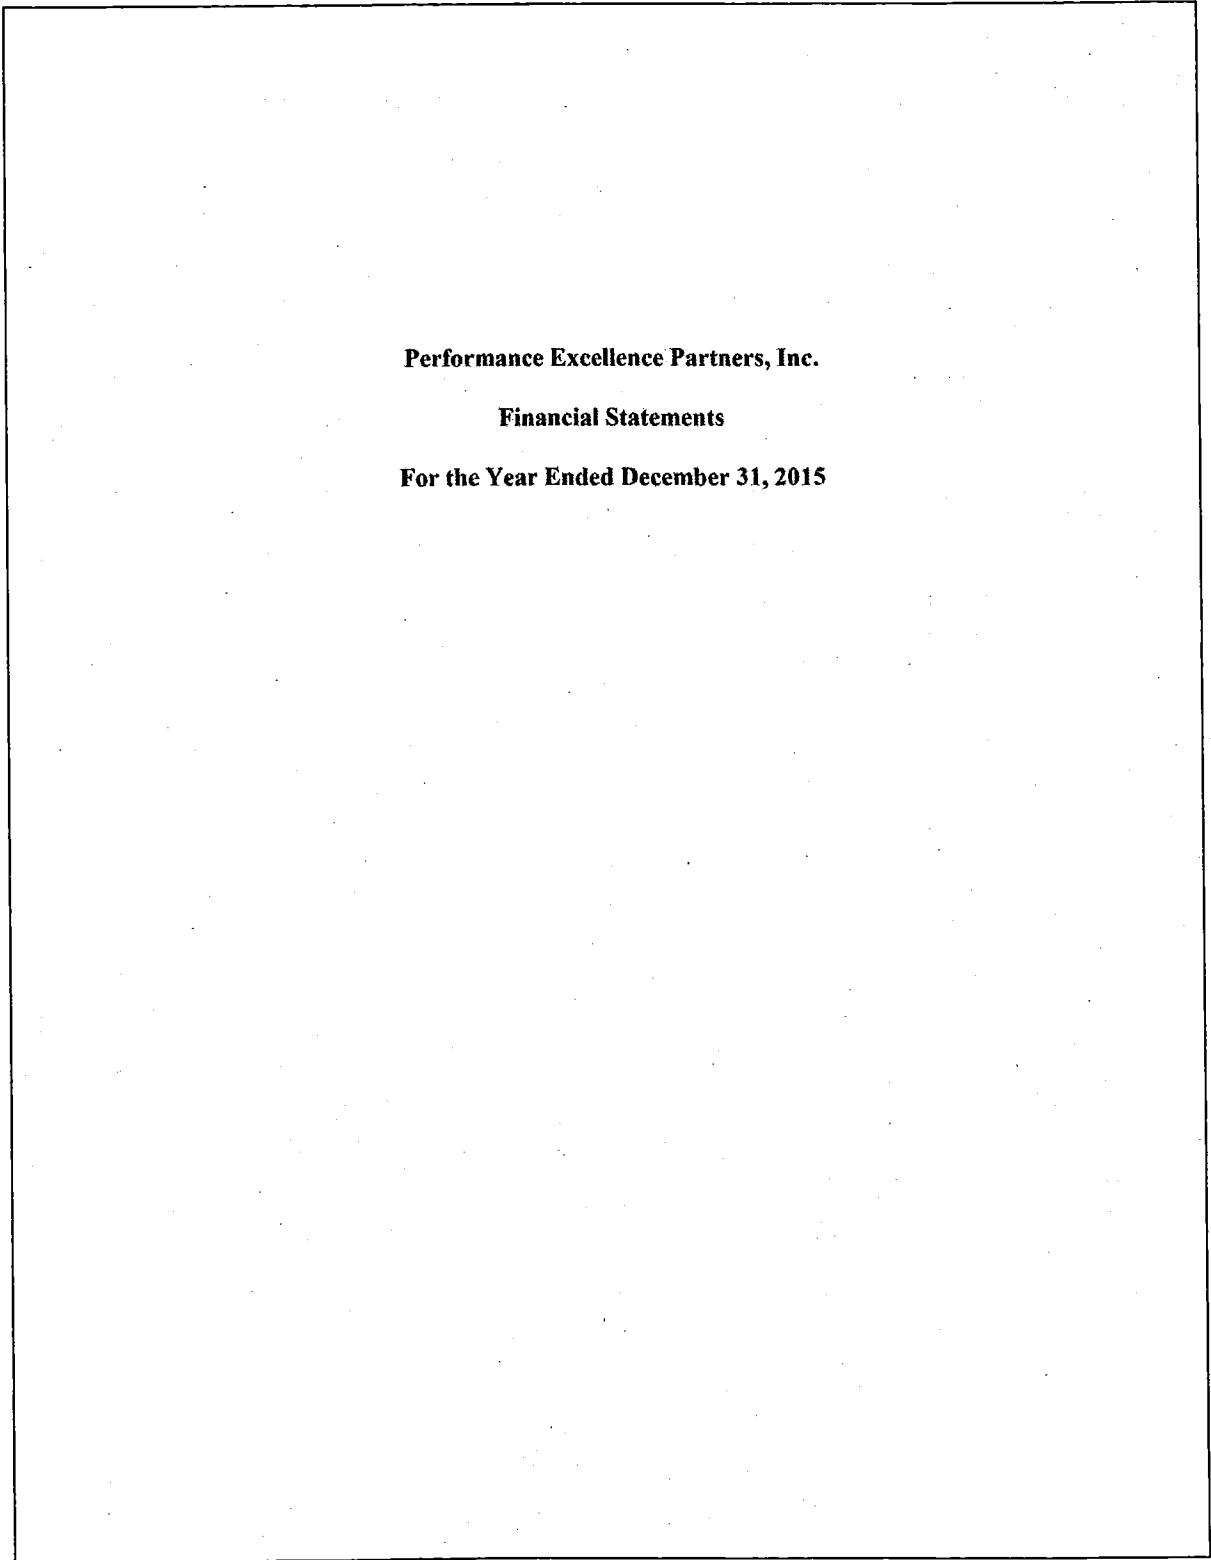 Performance Excellence Partners, Inc.
Financial Statements
For the Year Ended December 31, 2015